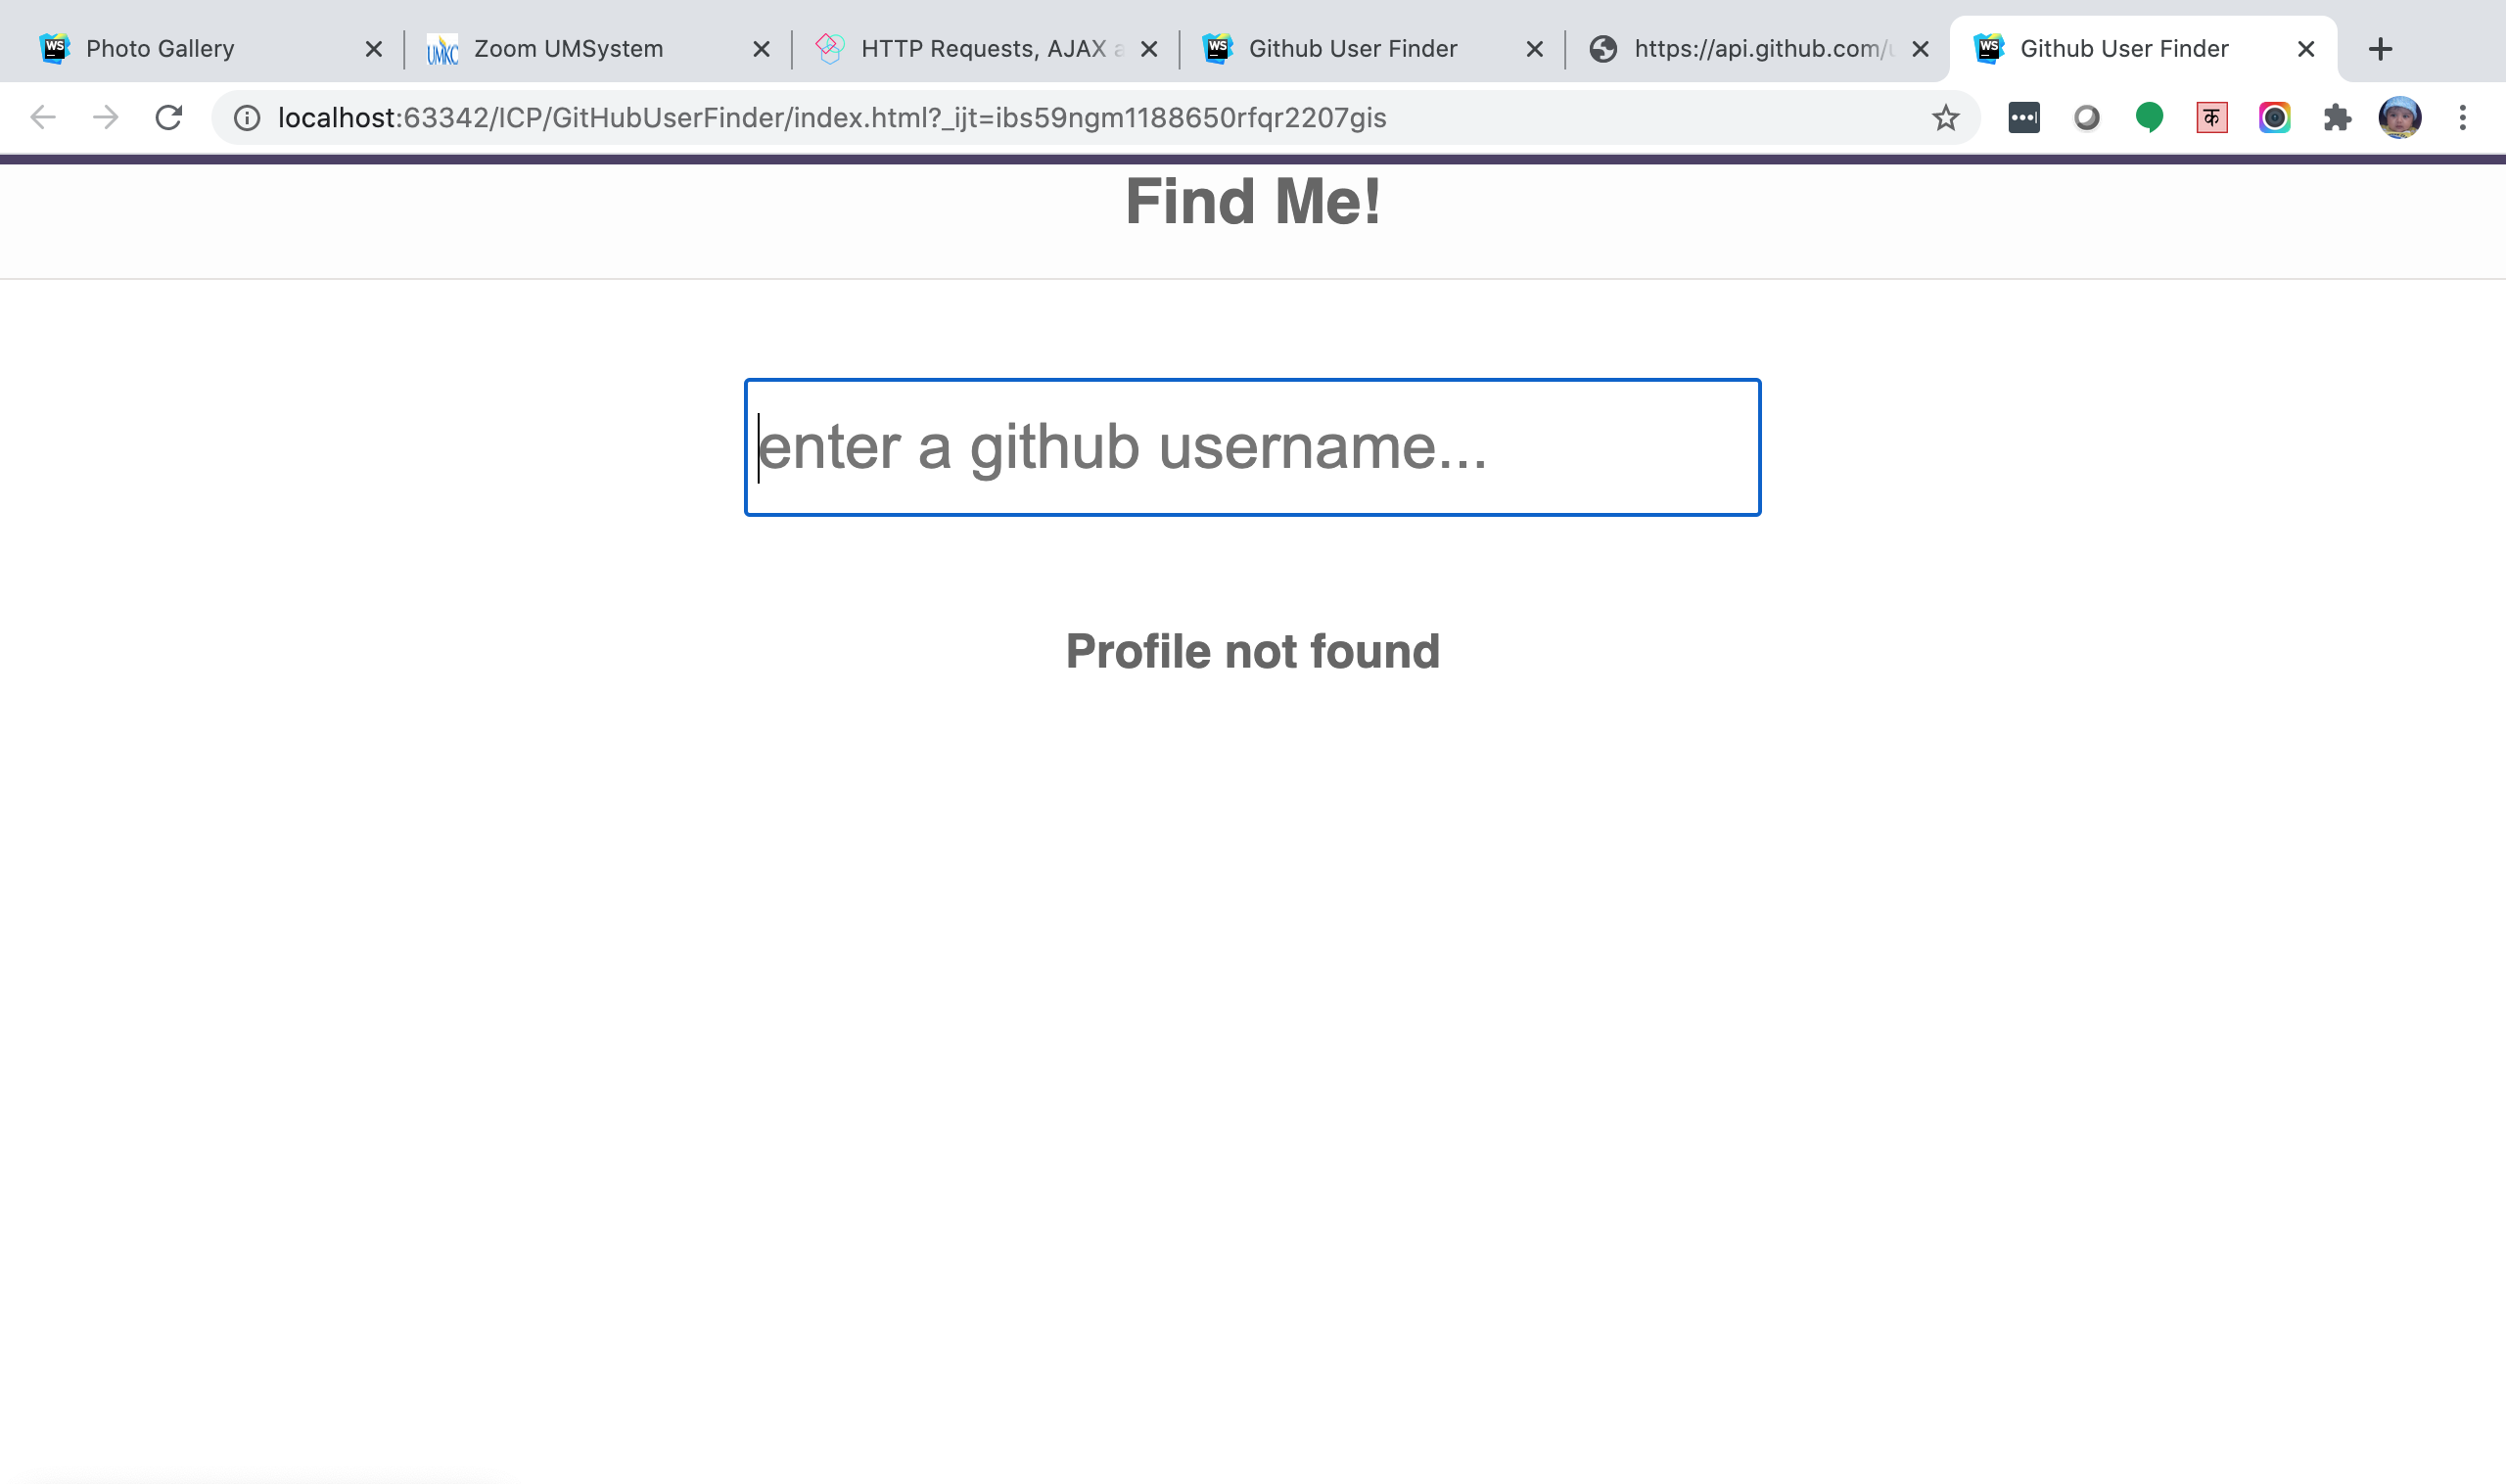 Photo Gallery
Zoom UMSystem
HTTP Requests, AJAX a
Github User Finder
https://api.github.com/u
Github User Finder
localhost:63342/ICP/GitHubUserFinder/index.html?_ijt=ibs59ngm1188650rfqr2207gis
क
Find Me!
enter a github username...
Profile not found